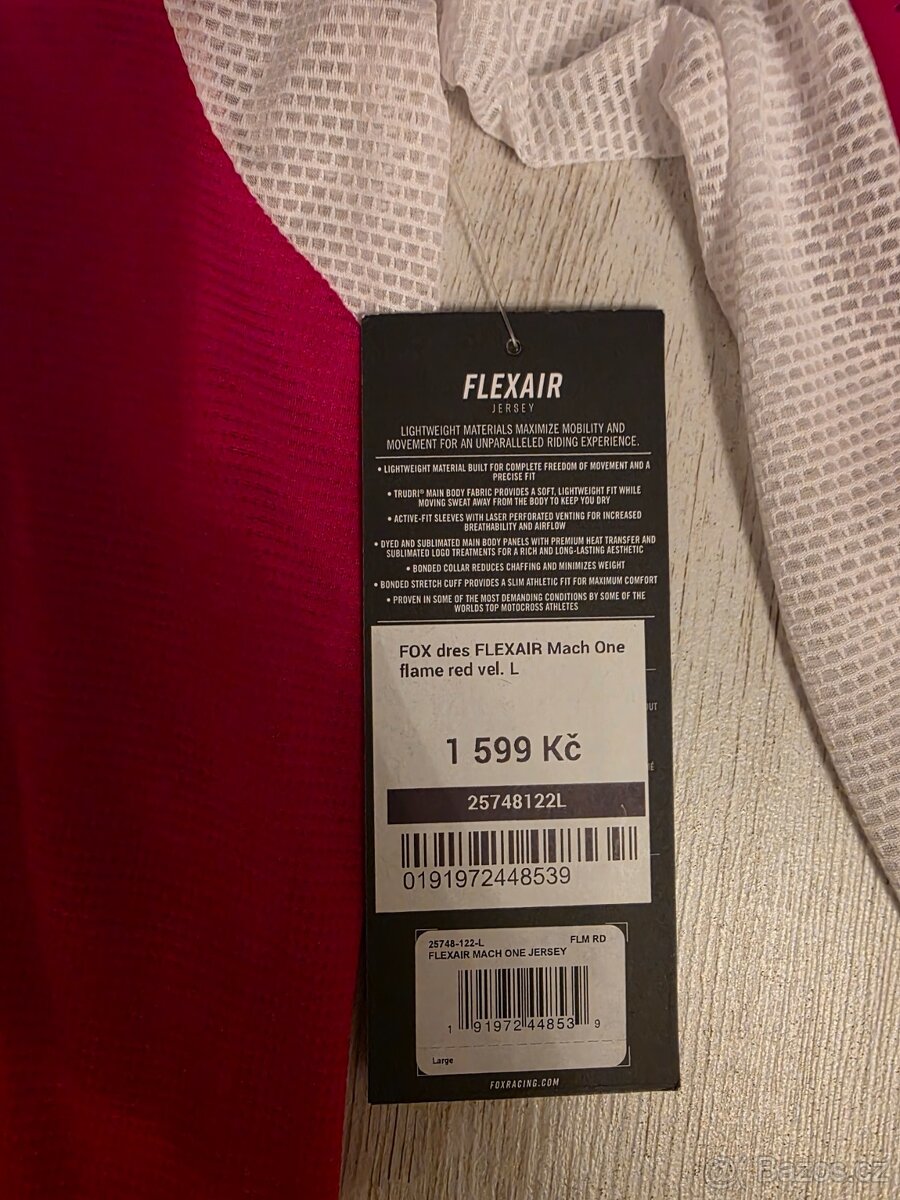 FLEXAIR
JERSEY
LIGHTWEIGHT MATERIALS MAXIMIZE MOBILITY AND
MOVEMENT FOR AN UNPARALLELED RIDING EXPERIENCE.
• LIGHTWEIGHT MATERIAL BUILT FOR COMPLETE FREEDOM OF MOVEMENT AND A
PRECISE FIT
• TRUDRI® MAIN BODY FABRIC PROVIDES A SOFT, LIGHTWEIGHT FIT WHILE
MOVING SWEAT AWAY FROM THE BODY TO KEEP YOU DRY
• ACTIVE-FIT SLEEVES WITH LASER PERFORATED VENTING FOR INCREASED
BREATHABILITY AND AIRFLOW
• DYED AND SUBLIMATED MAIN BODY PANELS WITH PREMIUM HEAT TRANSFER AND
SUBLIMATED LOGO TREATMENTS FOR A RICH AND LONG-LASTING AESTHETIC
• BONDED COLLAR REDUCES CHAFFING AND MINIMIZES WEIGHT
• BONDED STRETCH CUFF PROVIDES A SLIM ATHLETIC FIT FOR MAXIMUM COMFORT
• PROVEN IN SOME OF THE MOST DEMANDING CONDITIONS BY SOME OF THE
WORLDS TOP MOTOCROSS ATHLETES
FOX dres FLEXAIR Mach One
flame red vel. L
1 599 Kč
25748122L
0191972448539
25748-122-L FLM RD
FLEXAIR MACH ONE JERSEY
1 91972 44853 9
Large
FOXRACING.COM
Bazos.cz